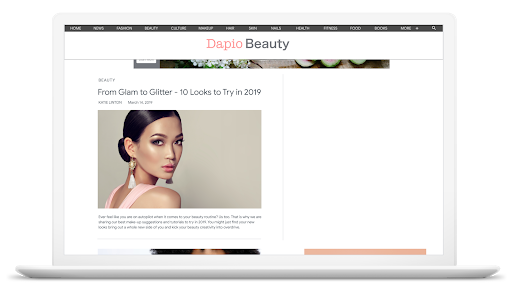 HOME NEWS FASHION BEAUTY CULTURE MAKEUP HAIR SKIN NAILS HEALTH FITNESS FOOD BOOKS MORE +
Dapio Beauty
BEAUTY
From Glam to Glitter - 10 Looks to Try in 2019
KATIE LINTON March 14, 2019
Ever feel like you are on autopilot when it comes to your beauty routine? Us too. That is why we are
sharing our best make-up suggestions and tutorials to try in 2019. You might just find your new
looks bring out a whole new side of you and kick your beauty creativity into overdrive.